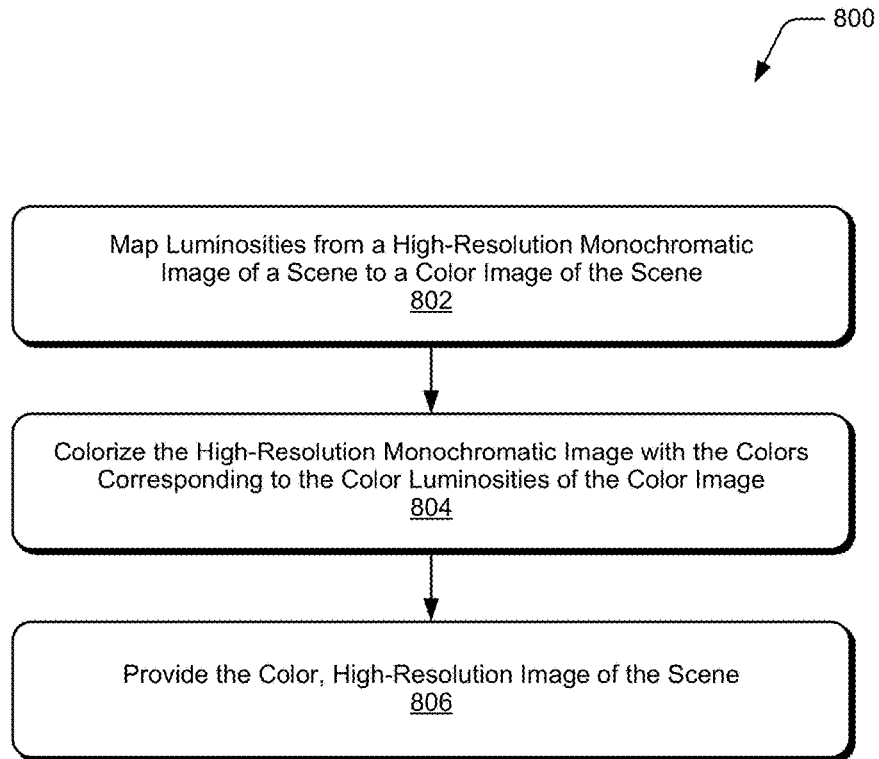 800
Map Luminosities from a High-Resolution Monochromatic
Image of a Scene to a Color Image of the Scene
802
Colorize the High-Resolution Monochromatic Image with the Colors
Corresponding to the Color Luminosities of the Color Image
804
Provide the Color, High-Resolution Image of the Scene
806